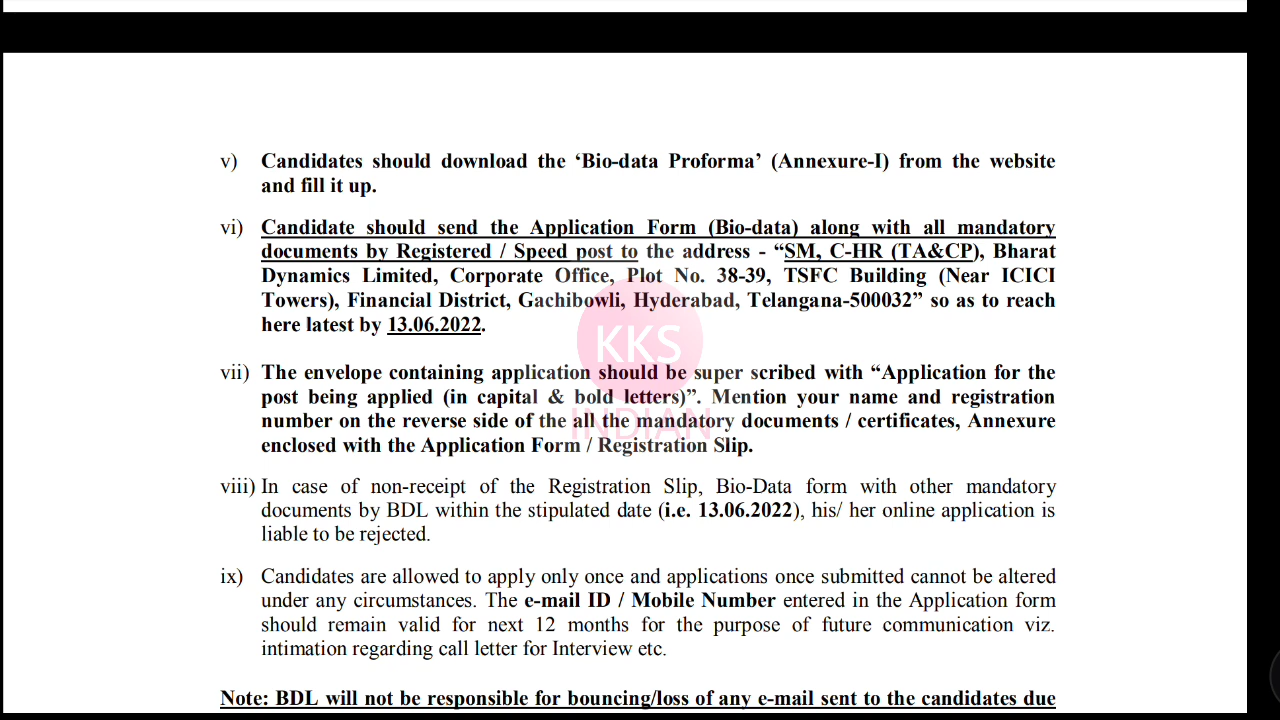 v) Candidates should download the ‘Bio-data Proforma’ (Annexure-I) from the website
and fill it up.
vi) Candidate should send the Application Form (Bio-data) along with all mandatory
documents by Registered / Speed post to the address - “SM, C-HR (TA&CP), Bharat
Dynamics Limited, Corporate Office, Plot No. 38-39, TSFC Building (Near ICICI
Towers), Financial District, Gachibowli, Hyderabad, Telangana-500032” so as to reach
here latest by 13.06.2022.
KKS
INDIAN
vii) The envelope containing application should be super scribed with “Application for the
post being applied (in capital & bold letters)”. Mention your name and registration
number on the reverse side of the all the mandatory documents / certificates, Annexure
enclosed with the Application Form / Registration Slip.
viii) In case of non-receipt of the Registration Slip, Bio-Data form with other mandatory
documents by BDL within the stipulated date (i.e. 13.06.2022), his/ her online application is
liable to be rejected.
ix) Candidates are allowed to apply only once and applications once submitted cannot be altered
under any circumstances. The e-mail ID / Mobile Number entered in the Application form
should remain valid for next 12 months for the purpose of future communication viz.
intimation regarding call letter for Interview etc.
Note: BDL will not be responsible for bouncing/loss of any e-mail sent to the candidates due